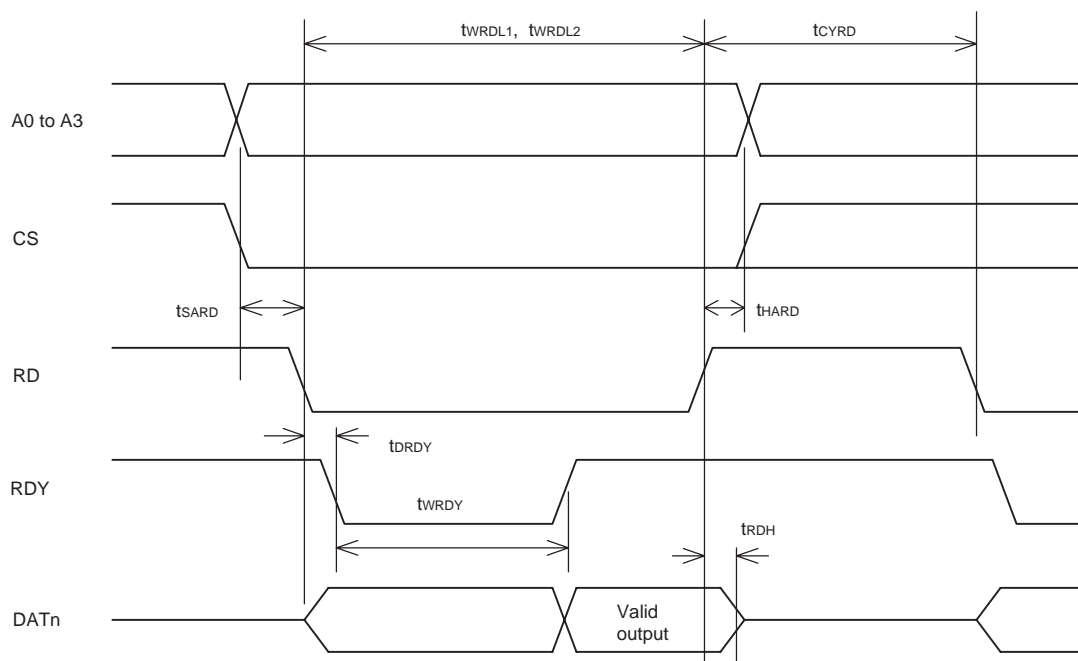 tWRDL1, tWRDL2
tCYRD
A0 to A3
CS
tSARD
tHARD
RD
tDRDY
RDY
tWRDY
tRDH
DATn
Valid
output